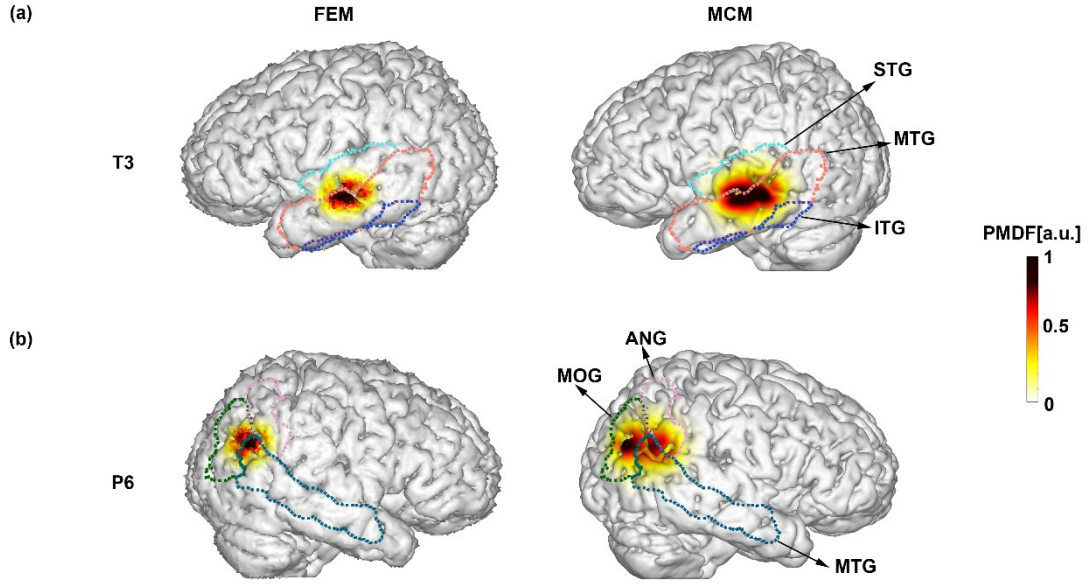 (a)
FEM
MCM
STG
T3
MTG
ITG
PMDF[a.u.]
1
0.5
0
(b)
ANG
MOG
P6
MTG